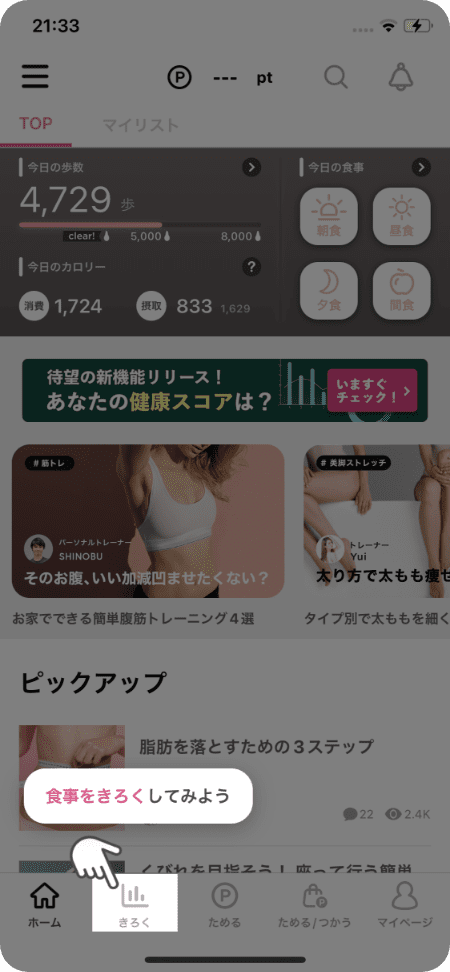 21:33
P --- pt
TOP マイリスト
今日の歩数
4,729 歩
clear! 5,000 8,000
今日のカロリー ?
消費 1,724 摂取 833 1,629
今日の食事
朝食 昼食
夕食 間食
待望の新機能リリース！
あなたの健康スコアは？
いますぐ
チェック！
# 筋トレ
パーソナルトレーナー
SHINOBU
そのお腹、いい加減凹ませたくない？
お家でできる簡単腹筋トレーニング４選
# 美脚ストレッチ
トレーナー
Yui
太り方で太もも痩せ
タイプ別で太ももを細く
ピックアップ
脂肪を落とすための３ステップ
22 2.4K
食事をきろくしてみよう
くびれを目指そう！ 座って行う簡単
ホーム きろく ためる ためる/つかう マイページ